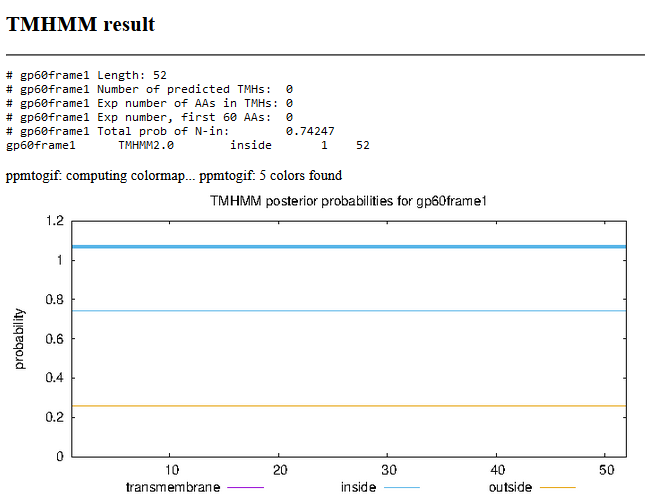 TMHMM result
# gp60frame1 Length: 52
# gp60frame1 Number of predicted TMHs: 0
# gp60frame1 Exp number of AAs in TMHs: 0
# gp60frame1 Exp number, first 60 AAs: 0
# gp60frame1 Total prob of N-in: 0.74247
gp60frame1 TMHMM2.0 inside 1 52
ppmtogif: computing colormap... ppmtogif: 5 colors found
TMHMM posterior probabilities for gp60frame1
1.2
1
0.8
0.6
0.4
0.2
0
probability
10 20 30 40 50
transmembrane inside outside